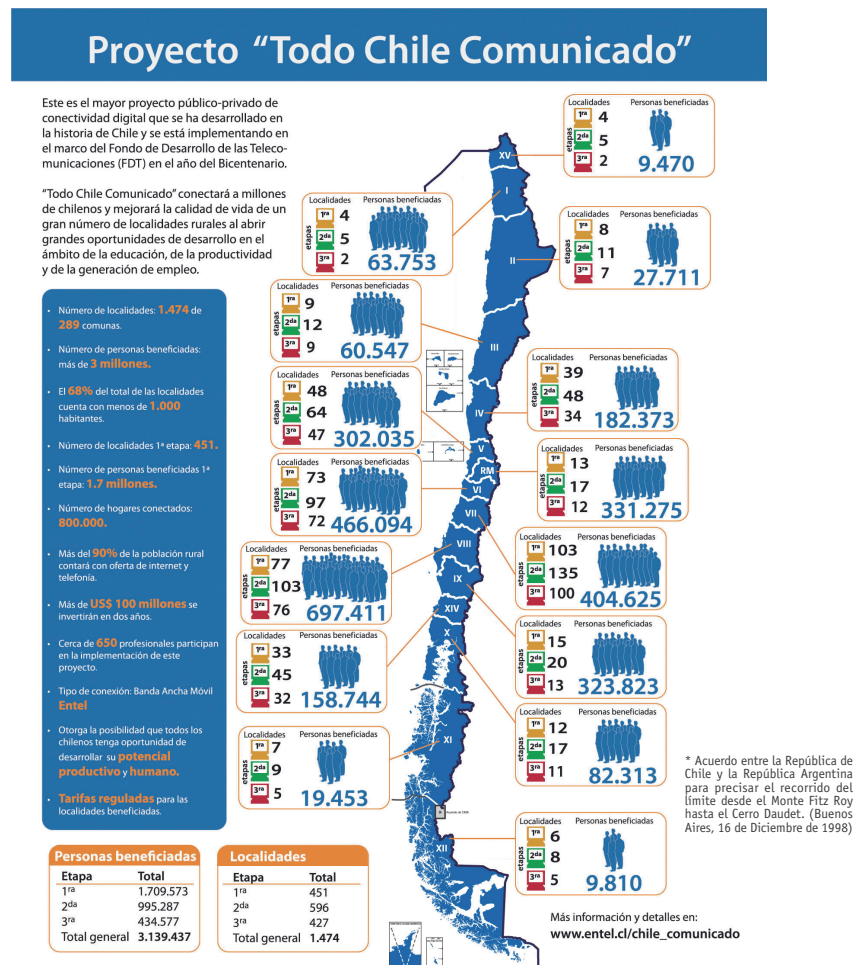 Proyecto “Todo Chile Comunicado”
Este es el mayor proyecto público-privado de
conectividad digital que se ha desarrollado en
la historia de Chile y se está implementando en
el marco del Fondo de Desarrollo de las Teleco-
municaciones (FDT) en el año del Bicentenario.
“Todo Chile Comunicado” conectará a millones
de chilenos y mejorará la calidad de vida de un
gran número de localidades rurales al abrir
grandes oportunidades de desarrollo en el
ámbito de la educación, de la productividad
y de la generación de empleo.
• Número de localidades: 1.474 de
289 comunas.
• Número de personas beneficiadas:
más de 3 millones.
• El 68% del total de las localidades
cuenta con menos de 1.000
habitantes.
• Número de localidades 1ª etapa: 451.
• Número de personas beneficiadas 1ª
etapa: 1.7 millones.
• Número de hogares conectados:
800.000.
• Más del 90% de la población rural
contará con oferta de internet y
telefonía.
• Más de US$ 100 millones se
invertirán en dos años.
• Cerca de 650 profesionales participan
en la implementación de este
proyecto.
• Tipo de conexión: Banda Ancha Móvil
Entel
• Otorga la posibilidad que todos los
chilenos tenga oportunidad de
desarrollar su potencial
productivo y humano.
• Tarifas reguladas para las
localidades beneficiadas.
Localidades Personas beneficiadas
etapas
1ra 4
2da 5
3ra 2
9.470
Localidades Personas beneficiadas
etapas
1ra 4
2da 5
3ra 2
63.753
Localidades Personas beneficiadas
etapas
1ra 8
2da 11
3ra 7
27.711
Localidades Personas beneficiadas
etapas
1ra 9
2da 12
3ra 9
60.547
Localidades Personas beneficiadas
etapas
1ra 39
2da 48
3ra 34
182.373
Localidades Personas beneficiadas
etapas
1ra 48
2da 64
3ra 47
302.035
Localidades Personas beneficiadas
etapas
1ra 13
2da 17
3ra 12
331.275
Localidades Personas beneficiadas
etapas
1ra 73
2da 97
3ra 72
466.094
Localidades Personas beneficiadas
etapas
1ra 103
2da 135
3ra 100
404.625
Localidades Personas beneficiadas
etapas
1ra 77
2da 103
3ra 76
697.411
Localidades Personas beneficiadas
etapas
1ra 15
2da 20
3ra 13
323.823
Localidades Personas beneficiadas
etapas
1ra 33
2da 45
3ra 32
158.744
Localidades Personas beneficiadas
etapas
1ra 12
2da 17
3ra 11
82.313
Localidades Personas beneficiadas
etapas
1ra 7
2da 9
3ra 5
19.453
Localidades Personas beneficiadas
etapas
1ra 6
2da 8
3ra 5
9.810
XV
I
II
III
IV
V
RM
VI
VII
VIII
IX
XIV
X
XI
XII
Acuerdo de 1998
* Acuerdo entre la República de
Chile y la República Argentina
para precisar el recorrido del
límite desde el Monte Fitz Roy
hasta el Cerro Daudet. (Buenos
Aires, 16 de Diciembre de 1998)
Personas beneficiadas
Etapa Total
1ra 1.709.573
2da 995.287
3ra 434.577
Total general 3.139.437
Localidades
Etapa Total
1ra 451
2da 596
3ra 427
Total general 1.474
Más información y detalles en:
www.entel.cl/chile_comunicado